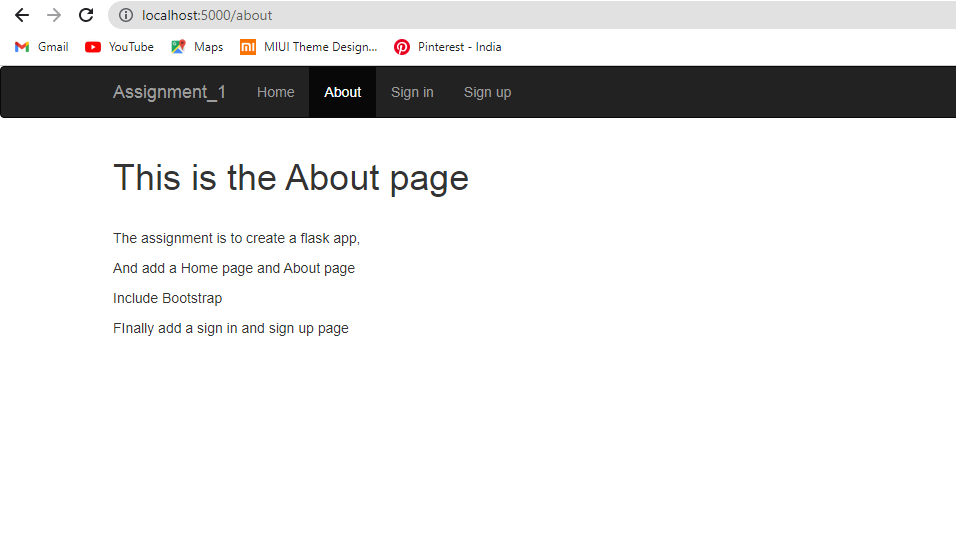 localhost:5000/about
Gmail YouTube Maps MIUI Theme Design... Pinterest - India
Assignment_1 Home About Sign in Sign up
This is the About page
The assignment is to create a flask app,
And add a Home page and About page
Include Bootstrap
FInally add a sign in and sign up page